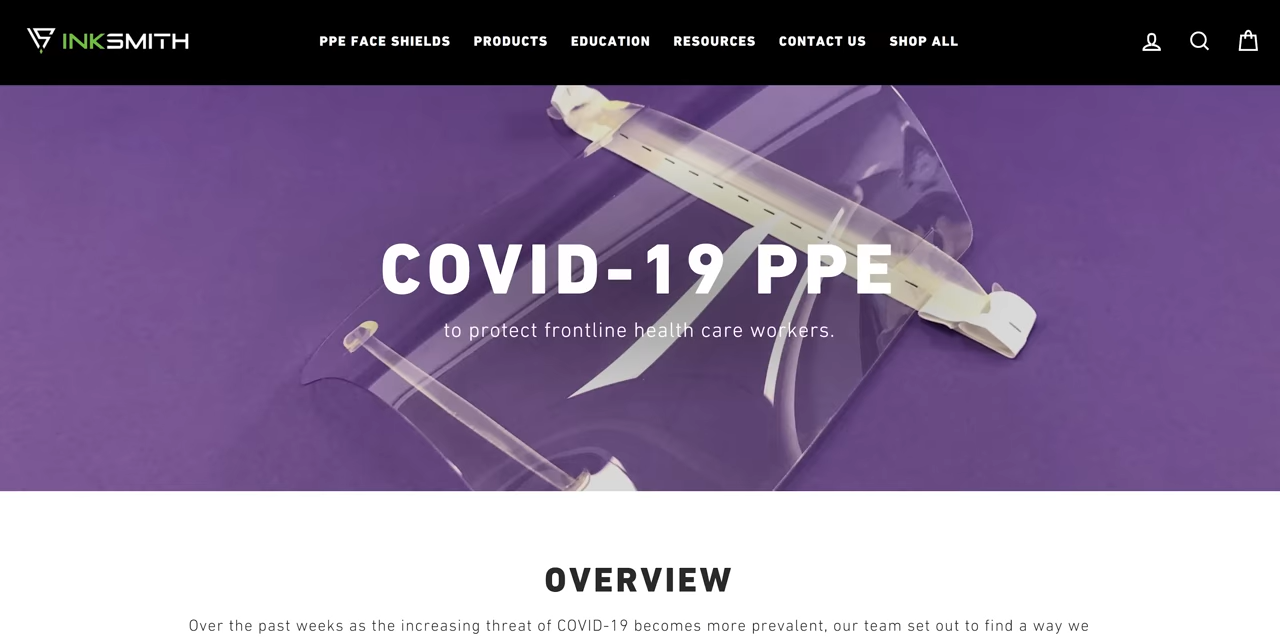 INKSMITH
PPE FACE SHIELDS PRODUCTS EDUCATION RESOURCES CONTACT US SHOP ALL
COVID-19 PPE
to protect frontline health care workers.
OVERVIEW
Over the past weeks as the increasing threat of COVID-19 becomes more prevalent, our team set out to find a way we